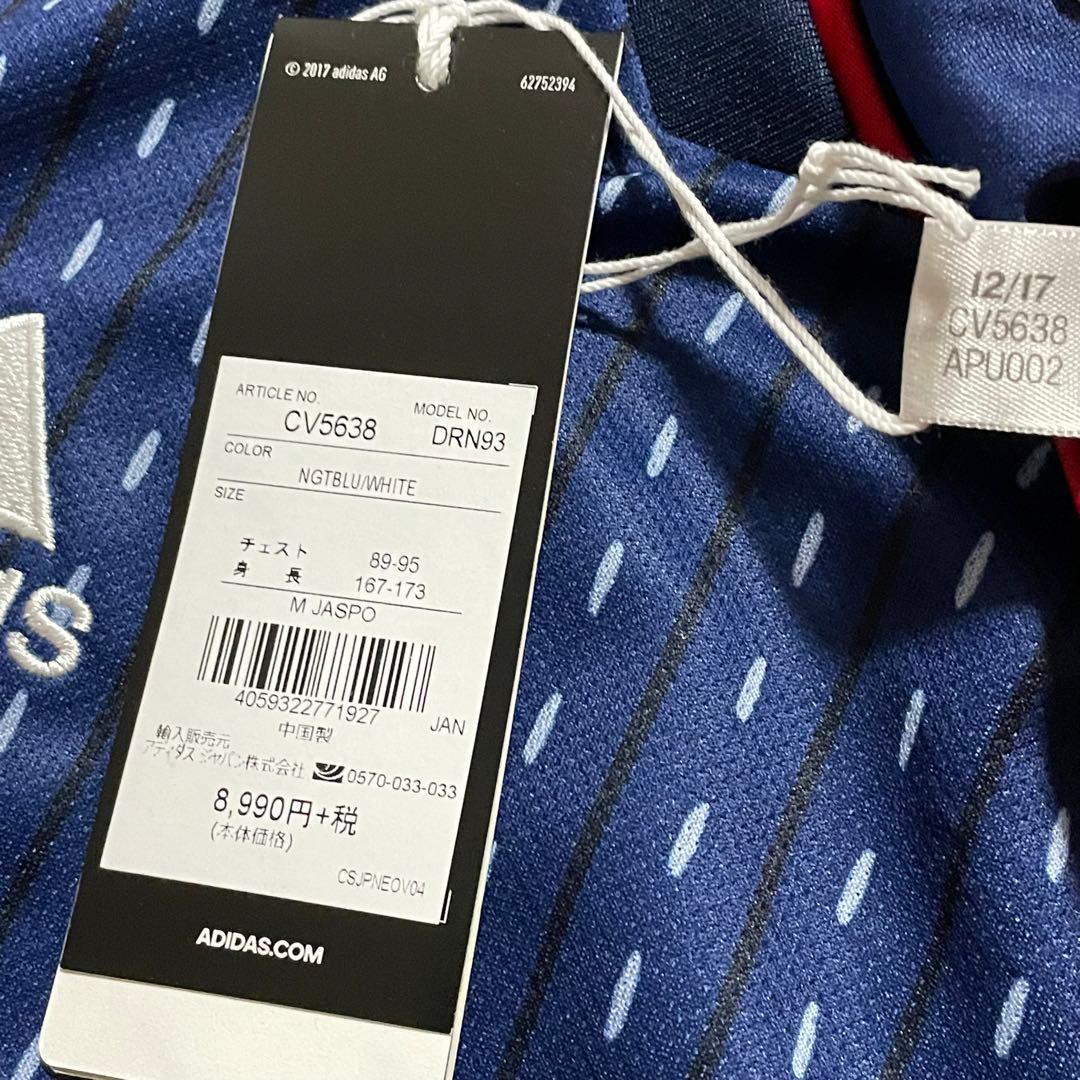 © 2017 adidas AG
62752394
ARTICLE NO.
CV5638
MODEL NO.
DRN93
COLOR
NGTBLU/WHITE
SIZE
チェスト 89-95
身 長 167-173
M JASPO
4059322771927
JAN
中国製
輸入販売元
アディダス ジャパン株式会社 0570-033-033
8,990円+税
(本体価格)
CSJPNEOV04
ADIDAS.COM
12/17
CV5638
APU002